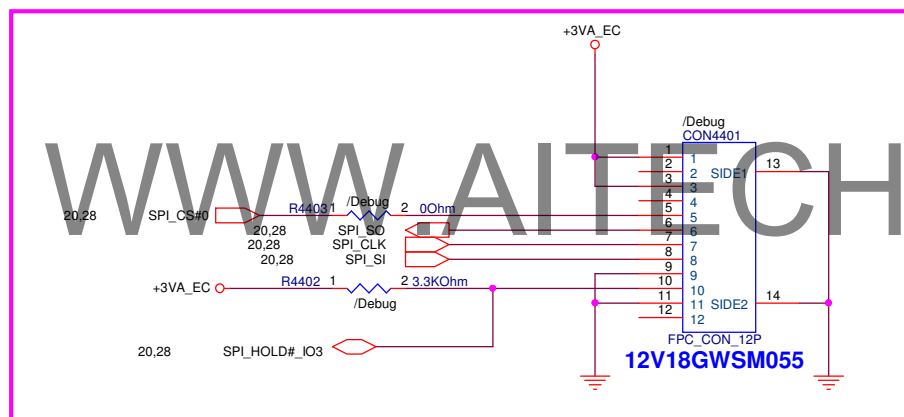 +3VA_EC
/Debug
CON4401
WWW.AITECH
1 1
2 2
3 3
4 4
5 5
6 6
7 7
8 8
9 9
10 10
11 11
12 12
SIDE1 13
SIDE2 14
20,28 SPI_CS#0 R4403 1 /Debug 2 0Ohm
20,28 SPI_SO
20,28 SPI_CLK
20,28 SPI_SI
+3VA_EC R4402 1 2 3.3KOhm
/Debug
20,28 SPI_HOLD#_IO3
FPC_CON_12P
12V18GWSM055